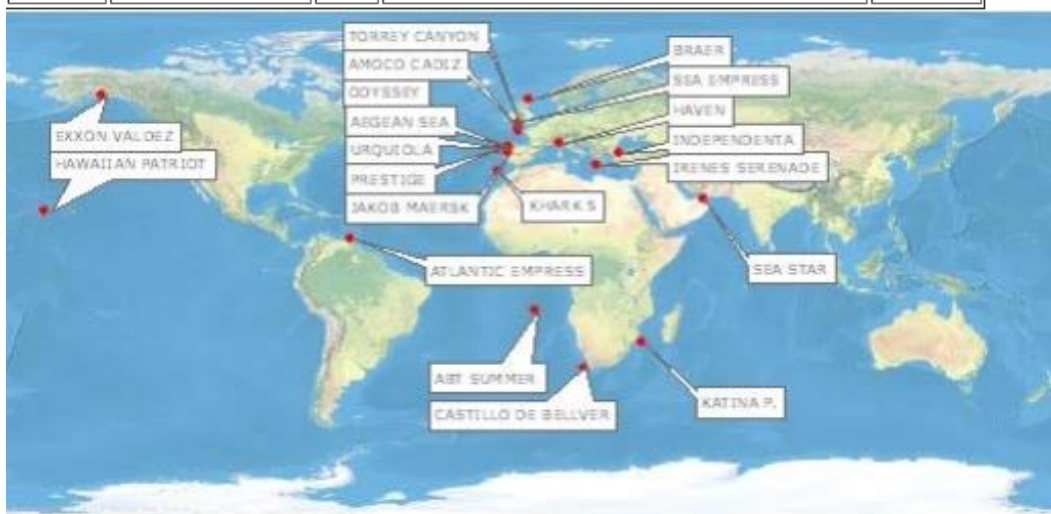 TORREY CANYON
AMOCO CADIZ
ODYSSEY
AEGEAN SEA
URQUIOLA
PRESTIGE
JAKOB MAERSK
KHARK 5
BRAER
SEA EMPRESS
HAVEN
INDEPENDENTA
IRENES SERENADE
EXXON VALDEZ
HAWAIIAN PATRIOT
ATLANTIC EMPRESS
SEA STAR
ABT SUMMER
CASTILLO DE BELLVER
KATINA P.